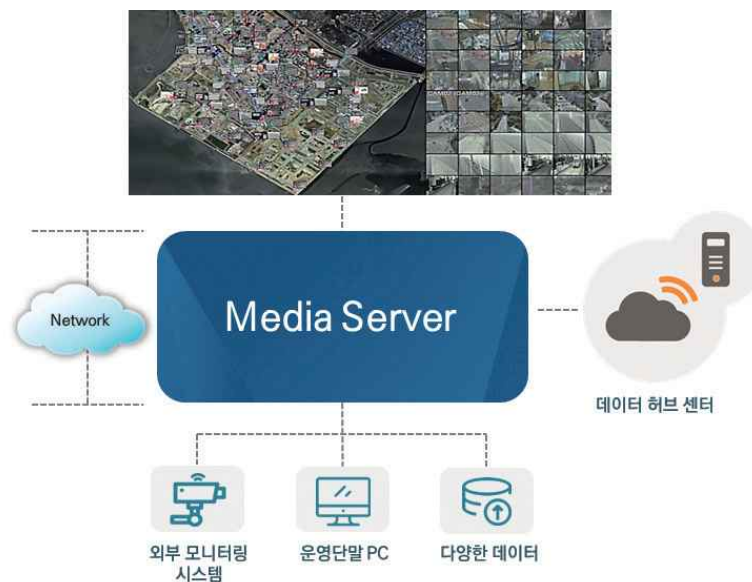 Network
Media Server
데이터 허브 센터
외부 모니터링
시스템
운영단말 PC
다양한 데이터